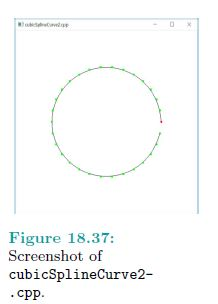 cubicSplineCurve2.cpp
Figure 18.37:
Screenshot of
cubicSplineCurve2-
.cpp.